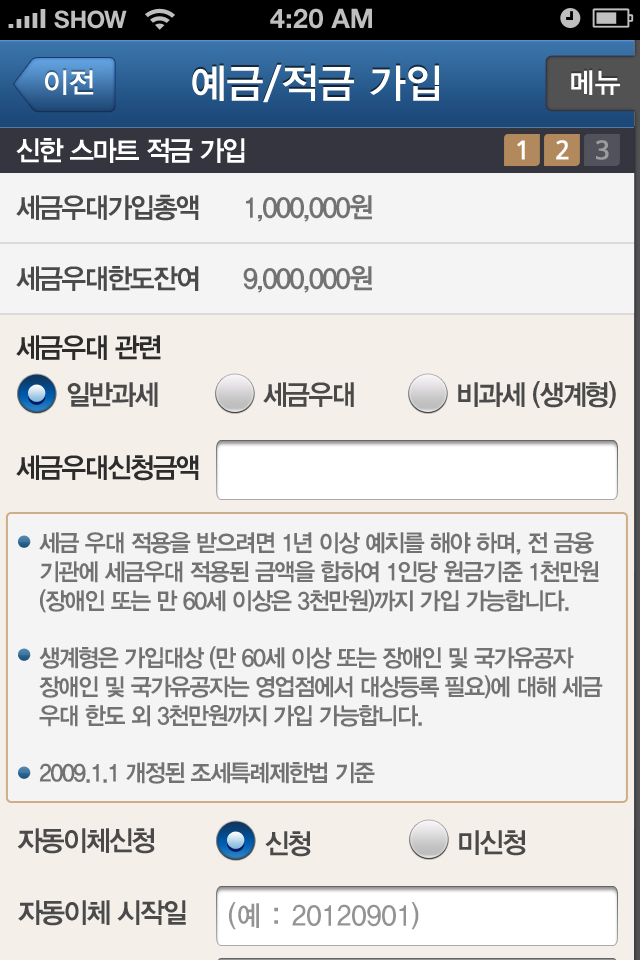 SHOW 4:20 AM
이전 예금/적금 가입 메뉴
신한 스마트 적금 가입 1 2 3
세금우대가입총액 1,000,000원
세금우대한도잔여 9,000,000원
세금우대 관련
일반과세 세금우대 비과세 (생계형)
세금우대신청금액
세금 우대 적용을 받으려면 1년 이상 예치를 해야 하며, 전 금융
기관에 세금우대 적용된 금액을 합하여 1인당 원금기준 1천만원
(장애인 또는 만 60세 이상은 3천만원)까지 가입 가능합니다.
생계형은 가입대상 (만 60세 이상 또는 장애인 및 국가유공자
장애인 및 국가유공자는 영업점에서 대상등록 필요)에 대해 세금
우대 한도 외 3천만원까지 가입 가능합니다.
2009.1.1 개정된 조세특례제한법 기준
자동이체신청 신청 미신청
자동이체 시작일 (예 : 20120901)